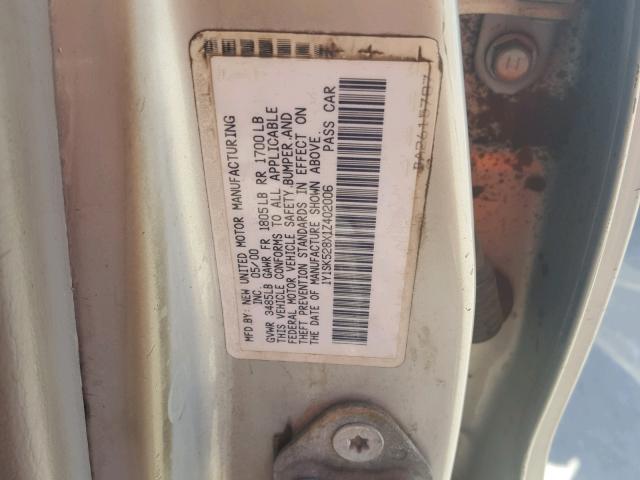 MFD BY: NEW UNITED MOTOR MANUFACTURING
INC 05/00
GVWR 3485LB GAWR FR 1805LB RR 1700LB
THIS VEHICLE CONFORMS TO ALL APPLICABLE
FEDERAL MOTOR VEHICLE SAFETY,BUMPER,AND
THEFT PREVENTION STANDARDS IN EFFECT ON
THE DATE OF MANUFACTURE SHOWN ABOVE.
1Y1SK528X1Z402006 PASS CAR